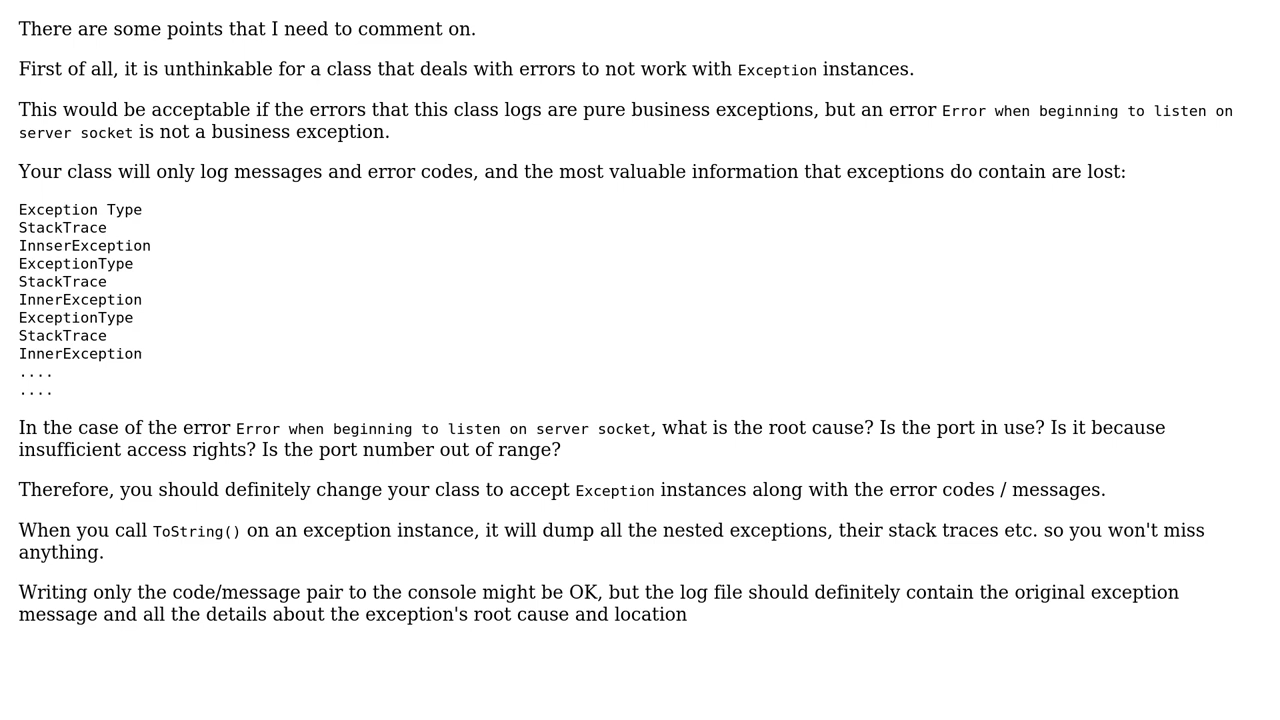 There are some points that I need to comment on.
First of all, it is unthinkable for a class that deals with errors to not work with Exception instances.
This would be acceptable if the errors that this class logs are pure business exceptions, but an error Error when beginning to listen on
server socket is not a business exception.
Your class will only log messages and error codes, and the most valuable information that exceptions do contain are lost:
Exception Type
StackTrace
InnserException
ExceptionType
StackTrace
InnerException
ExceptionType
StackTrace
InnerException
....
....
In the case of the error Error when beginning to listen on server socket, what is the root cause? Is the port in use? Is it because
insufficient access rights? Is the port number out of range?
Therefore, you should definitely change your class to accept Exception instances along with the error codes / messages.
When you call ToString() on an exception instance, it will dump all the nested exceptions, their stack traces etc. so you won't miss
anything.
Writing only the code/message pair to the console might be OK, but the log file should definitely contain the original exception
message and all the details about the exception's root cause and location